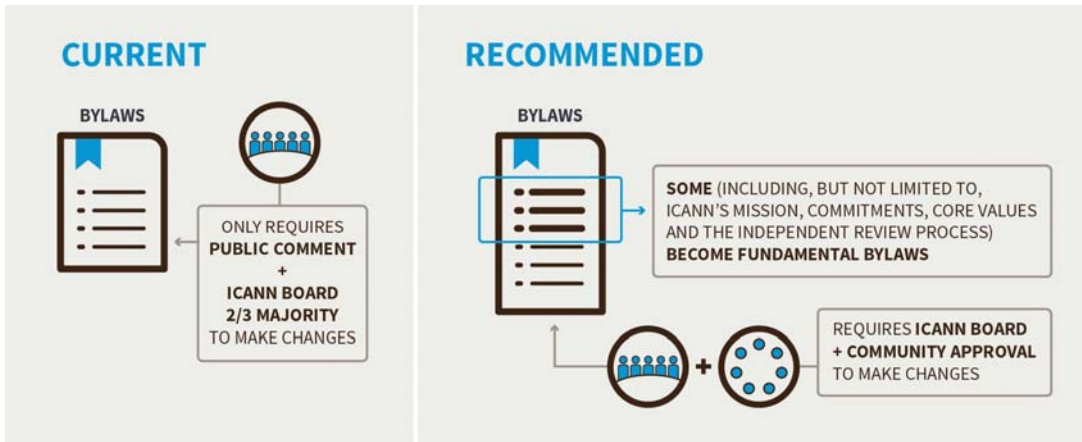 CURRENT
BYLAWS
ONLY REQUIRES
PUBLIC COMMENT
+
ICANN BOARD
2/3 MAJORITY
TO MAKE CHANGES
RECOMMENDED
BYLAWS
SOME (INCLUDING, BUT NOT LIMITED TO,
ICANN'S MISSION, COMMITMENTS, CORE VALUES
AND THE INDEPENDENT REVIEW PROCESS)
BECOME FUNDAMENTAL BYLAWS
+
REQUIRES ICANN BOARD
+ COMMUNITY APPROVAL
TO MAKE CHANGES